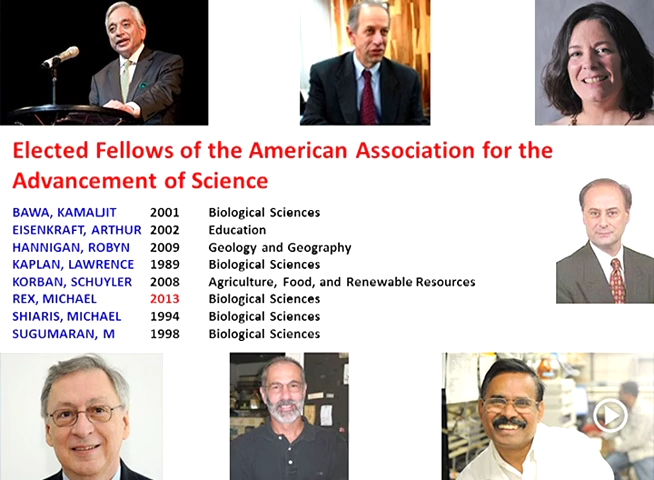 Elected Fellows of the American Association for the
Advancement of Science
BAWA, KAMALJIT 2001 Biological Sciences
EISENKRAFT, ARTHUR 2002 Education
HANNIGAN, ROBYN 2009 Geology and Geography
KAPLAN, LAWRENCE 1989 Biological Sciences
KORBAN, SCHUYLER 2008 Agriculture, Food, and Renewable Resources
REX, MICHAEL 2013 Biological Sciences
SHIARIS, MICHAEL 1994 Biological Sciences
SUGUMARAN, M 1998 Biological Sciences